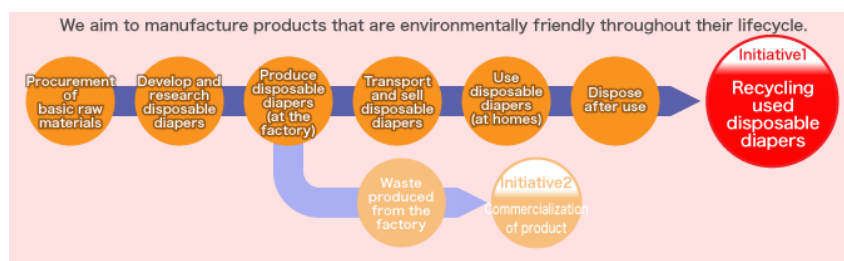 We aim to manufacture products that are environmentally friendly throughout their lifecycle.
Procurement
of
basic raw
materials
Develop and
research
disposable
diapers
Produce
disposable
diapers
(at the
factory)
Transport
and sell
disposable
diapers
Use
disposable
diapers
(at homes)
Dispose
after use
Initiative1
Recycling
used
disposable
diapers
Waste
produced
from the
factory
Initiative2
Commercialization
of product